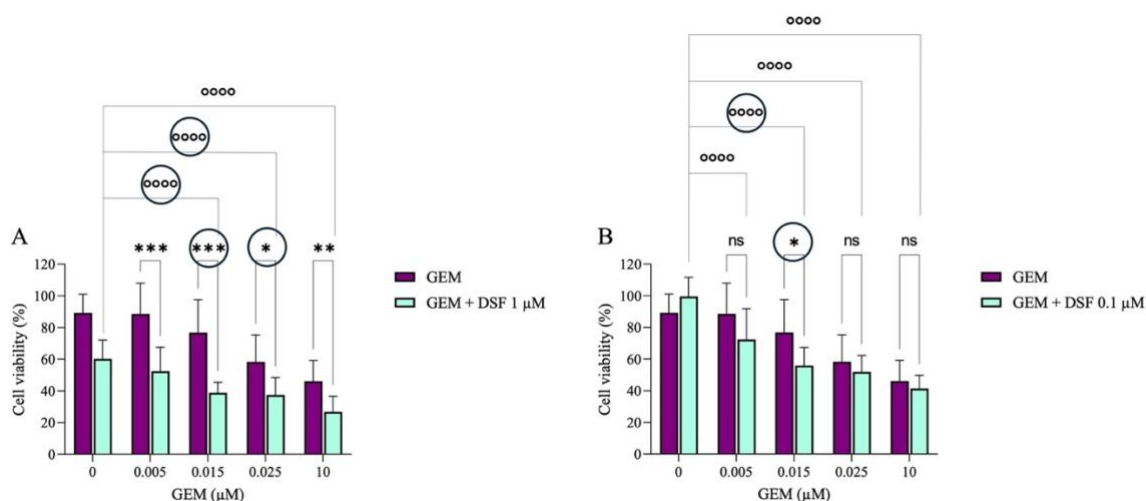 oooo
oooo
oooo
A
***
***
*
**
120
100
80
60
40
20
0
Cell viability (%)
0
0.005
0.015
0.025
10
GEM (µM)
GEM
GEM + DSF 1 µM
oooo
oooo
oooo
oooo
B
ns
*
ns
ns
120
100
80
60
40
20
0
Cell viability (%)
0
0.005
0.015
0.025
10
GEM (µM)
GEM
GEM + DSF 0.1 µM